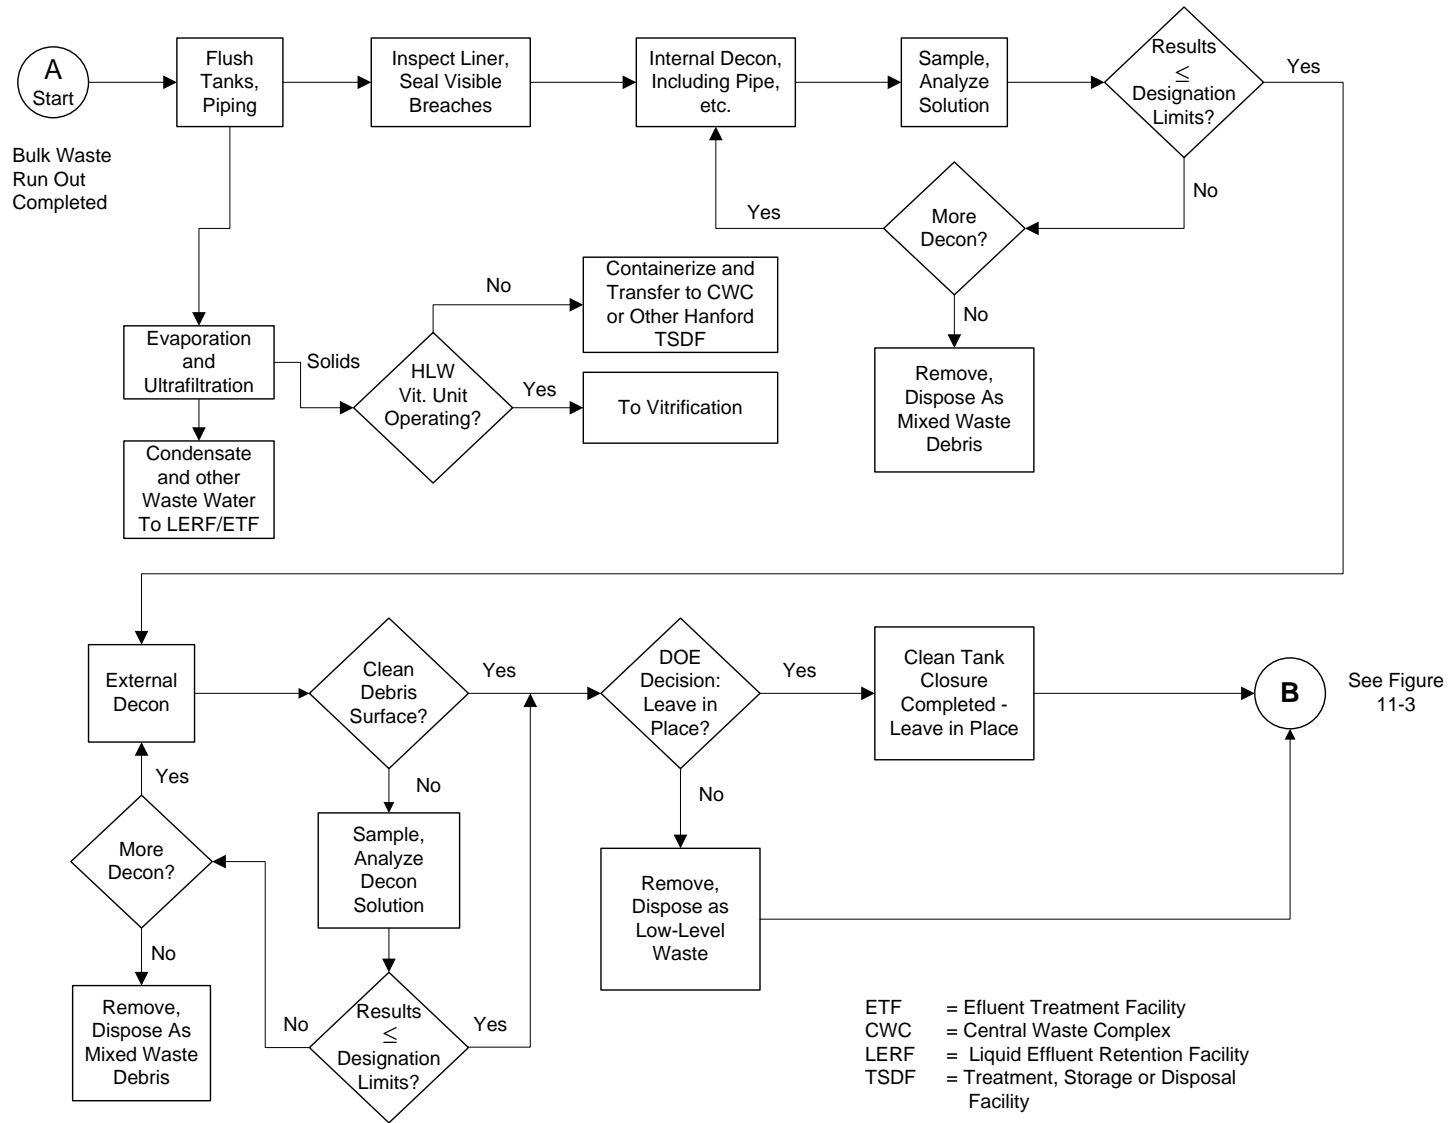 A
Start
Bulk Waste
Run Out
Completed
Flush
Tanks,
Piping
Inspect Liner,
Seal Visible
Breaches
Internal Decon,
Including Pipe,
etc.
Sample,
Analyze
Solution
Results
≤
Designation
Limits?
Yes
No
More
Decon?
Yes
No
Remove,
Dispose As
Mixed Waste
Debris
Evaporation
and
Ultrafiltration
Solids
Condensate
and other
Waste Water
To LERF/ETF
HLW
Vit. Unit
Operating?
No
Containerize and
Transfer to CWC
or Other Hanford
TSDF
Yes
To Vitrification
External
Decon
Clean
Debris
Surface?
Yes
No
Sample,
Analyze
Decon
Solution
Results
≤
Designation
Limits?
Yes
No
More
Decon?
Yes
No
Remove,
Dispose As
Mixed Waste
Debris
DOE
Decision:
Leave in
Place?
Yes
No
Clean Tank
Closure
Completed -
Leave in Place
Remove,
Dispose as
Low-Level
Waste
B
See Figure
11-3
ETF = Efluent Treatment Facility
CWC = Central Waste Complex
LERF = Liquid Effluent Retention Facility
TSDF = Treatment, Storage or Disposal
Facility